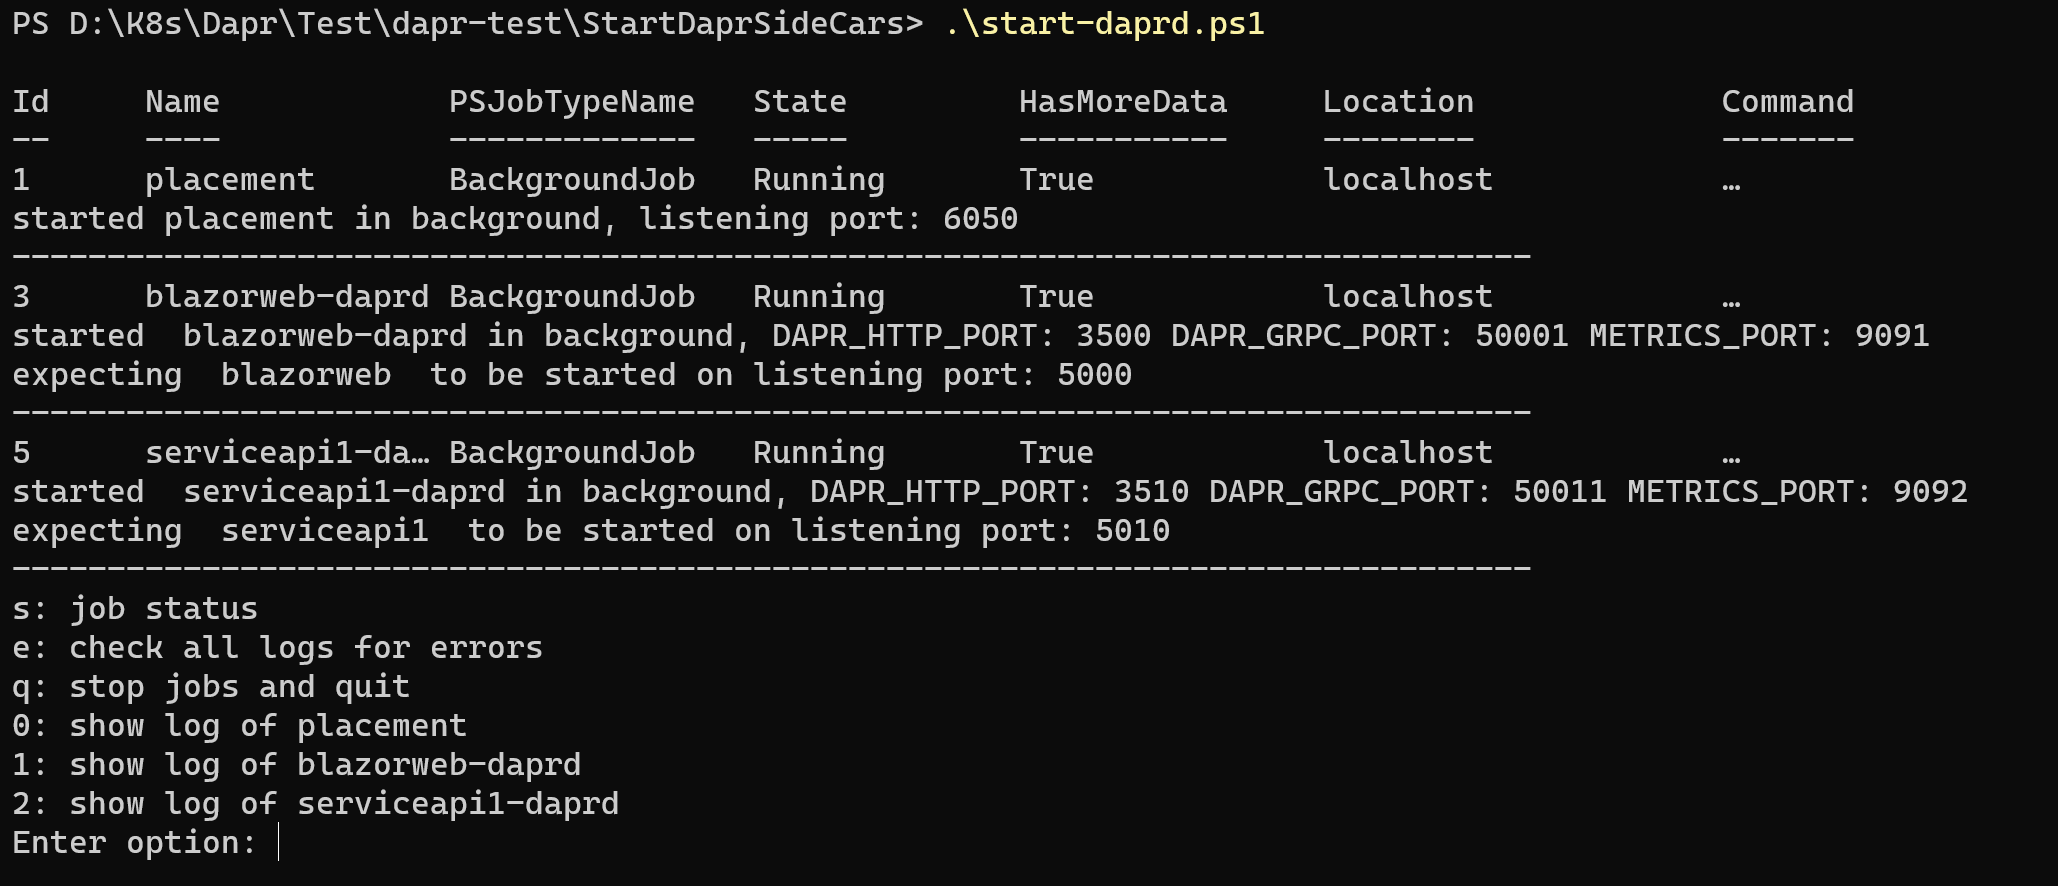 PS D:\K8s\Dapr\Test\dapr-test\StartDaprSideCars> .\start-daprd.ps1
Id     Name            PSJobTypeName   State         HasMoreData     Location             Command
--     ----            -------------   -----         -----------     --------             -------
1      placement       BackgroundJob   Running       True            localhost            …
started placement in background, listening port: 6050
--------------------------------------------------------------------------------
3      blazorweb-daprd BackgroundJob   Running       True            localhost            …
started  blazorweb-daprd in background, DAPR_HTTP_PORT: 3500 DAPR_GRPC_PORT: 50001 METRICS_PORT: 9091
expecting  blazorweb  to be started on listening port: 5000
--------------------------------------------------------------------------------
5      serviceapi1-da… BackgroundJob   Running       True            localhost            …
started  serviceapi1-daprd in background, DAPR_HTTP_PORT: 3510 DAPR_GRPC_PORT: 50011 METRICS_PORT: 9092
expecting  serviceapi1  to be started on listening port: 5010
--------------------------------------------------------------------------------
s: job status
e: check all logs for errors
q: stop jobs and quit
0: show log of placement
1: show log of blazorweb-daprd
2: show log of serviceapi1-daprd
Enter option: